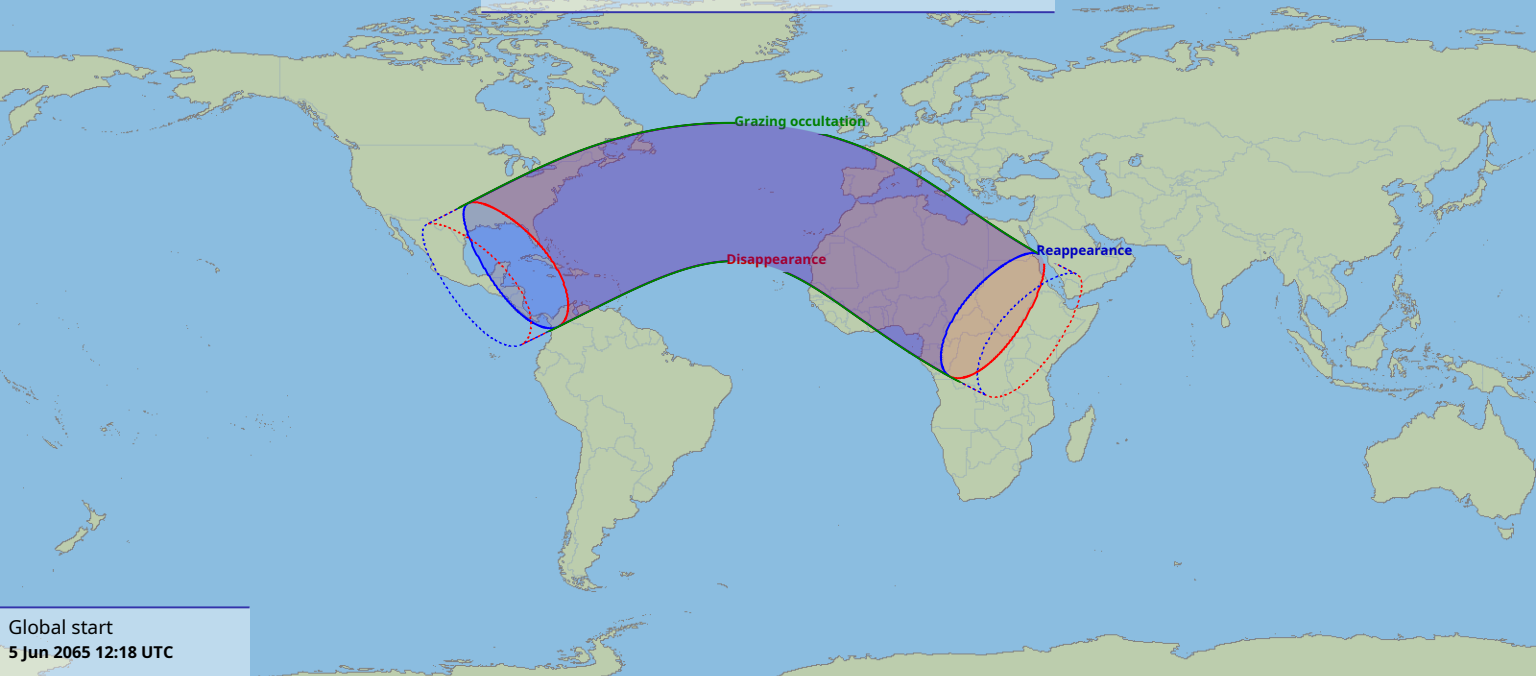 Grazing occultation
Reappearance
Disappearance
Global start
5 Jun 2065 12:18 UTC